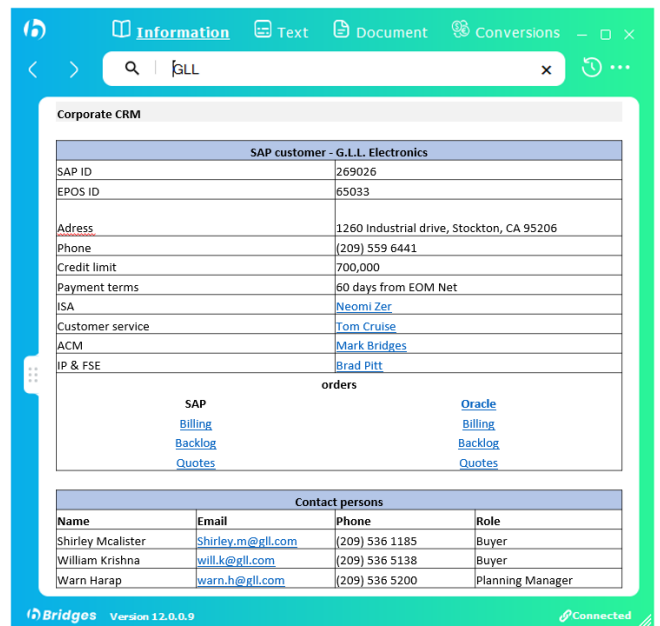 Information Text Document Conversions
GLL
Corporate CRM
SAP customer - G.L.L. Electronics
SAP ID 269026
EPOS ID 65033
Adress 1260 Industrial drive, Stockton, CA 95206
Phone (209) 559 6441
Credit limit 700,000
Payment terms 60 days from EOM Net
ISA Neomi Zer
Customer service Tom Cruise
ACM Mark Bridges
IP & FSE Brad Pitt
orders
SAP Oracle
Billing Billing
Backlog Backlog
Quotes Quotes
Contact persons
Name Email Phone Role
Shirley Mcalister Shirley.m@gll.com (209) 536 1185 Buyer
William Krishna will.k@gll.com (209) 536 5138 Buyer
Warn Harap warn.h@gll.com (209) 536 5200 Planning Manager
Bridges Version 12.0.0.9 Connected